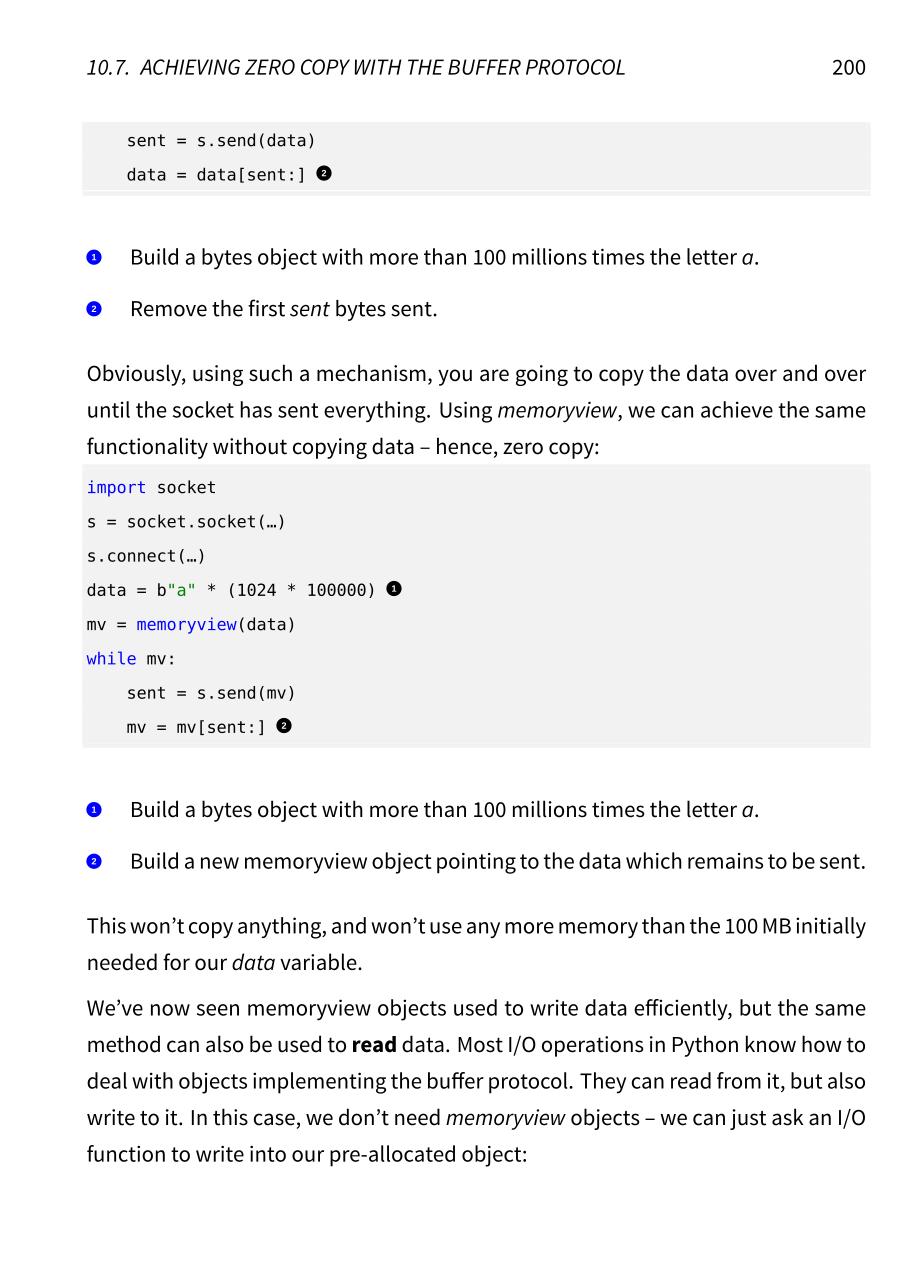 10.7. ACHIEVING ZERO COPY WITH THE BUFFER PROTOCOL 200
    sent = s.send(data)
    data = data[sent:] ❷
❶ Build a bytes object with more than 100 millions times the letter a.
❷ Remove the first sent bytes sent.
Obviously, using such a mechanism, you are going to copy the data over and over
until the socket has sent everything. Using memoryview, we can achieve the same
functionality without copying data – hence, zero copy:
import socket
s = socket.socket(…)
s.connect(…)
data = b"a" * (1024 * 100000) ❶
mv = memoryview(data)
while mv:
    sent = s.send(mv)
    mv = mv[sent:] ❷
❶ Build a bytes object with more than 100 millions times the letter a.
❷ Build a new memoryview object pointing to the data which remains to be sent.
This won’t copy anything, and won’t use any more memory than the 100 MB initially
needed for our data variable.
We’ve now seen memoryview objects used to write data efficiently, but the same
method can also be used to read data. Most I/O operations in Python know how to
deal with objects implementing the buffer protocol. They can read from it, but also
write to it. In this case, we don’t need memoryview objects – we can just ask an I/O
function to write into our pre-allocated object: